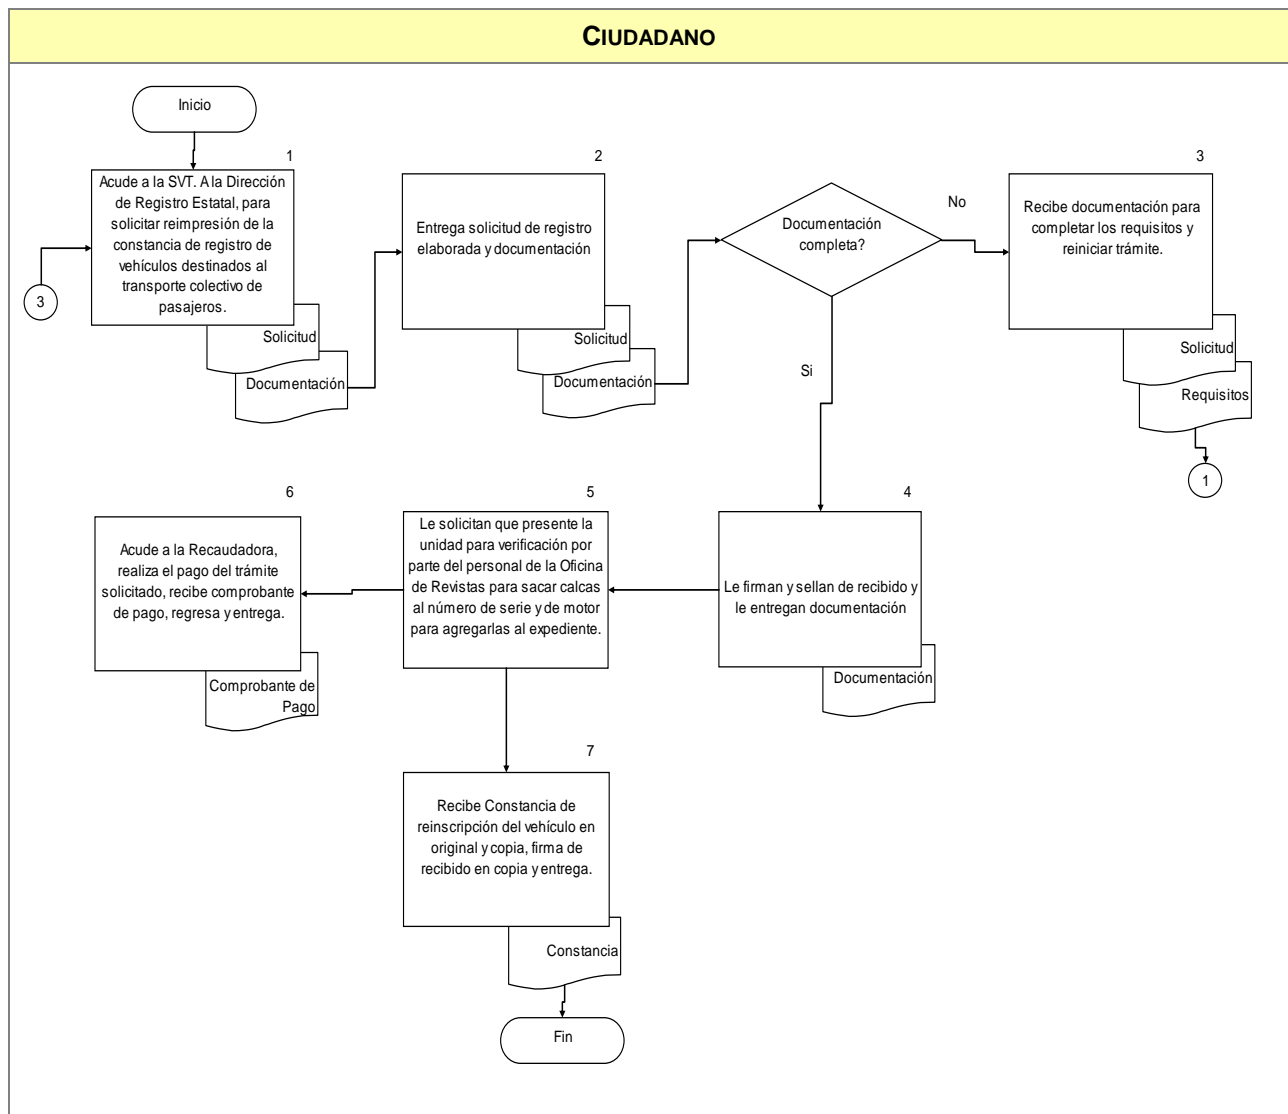 CIUDADANO
Inicio
1
Acude a la SVT. A la Dirección
de Registro Estatal, para
solicitar reimpresión de la
constancia de registro de
vehículos destinados al
transporte colectivo de
pasajeros.
Solicitud
Documentación
3
2
Entrega solicitud de registro
elaborada y documentación
Solicitud
Documentación
Documentación
completa?
No
Si
3
Recibe documentación para
completar los requisitos y
reiniciar trámite.
Solicitud
Requisitos
1
4
Le firman y sellan de recibido y
le entregan documentación
Documentación
5
Le solicitan que presente la
unidad para verificación por
parte del personal de la Oficina
de Revistas para sacar calcas
al número de serie y de motor
para agregarlas al expediente.
6
Acude a la Recaudadora,
realiza el pago del trámite
solicitado, recibe comprobante
de pago, regresa y entrega.
Comprobante de
Pago
7
Recibe Constancia de
reinscripción del vehículo en
original y copia, firma de
recibido en copia y entrega.
Constancia
Fin